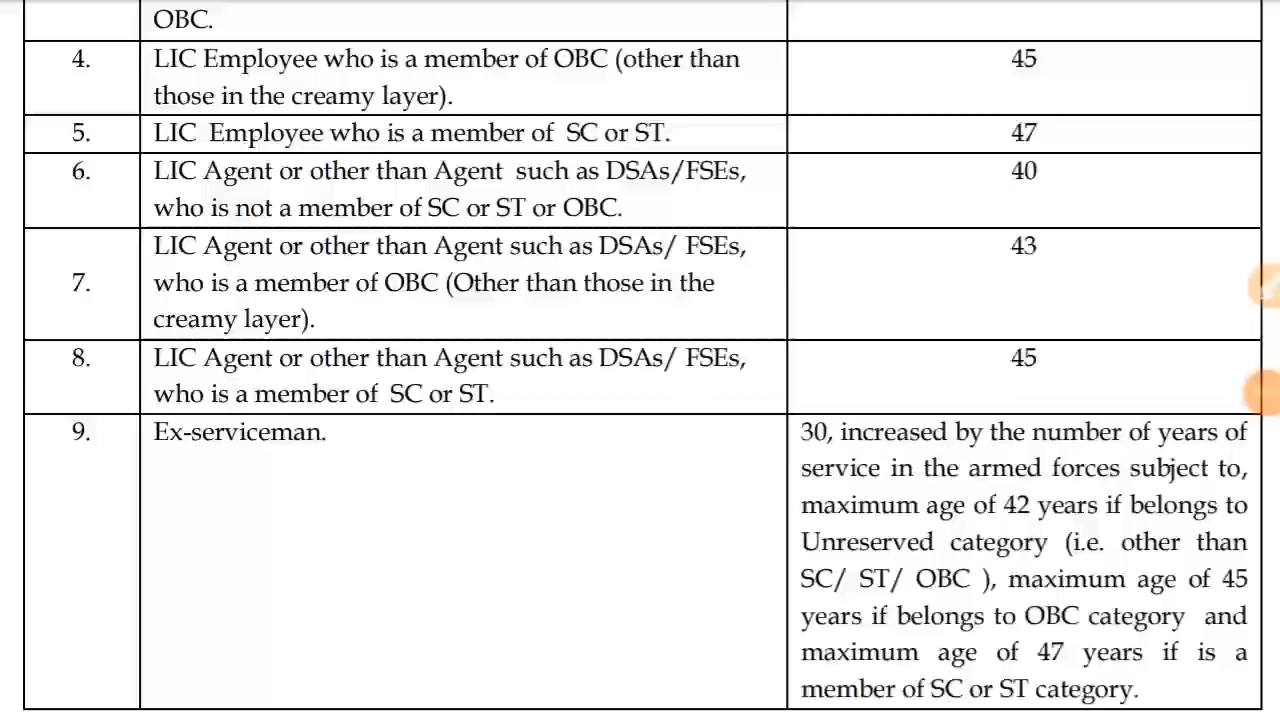 OBC.
4. LIC Employee who is a member of OBC (other than 45
those in the creamy layer).
5. LIC Employee who is a member of SC or ST. 47
6. LIC Agent or other than Agent such as DSAs/FSEs, 40
who is not a member of SC or ST or OBC.
LIC Agent or other than Agent such as DSAs/ FSEs, 43
7. who is a member of OBC (Other than those in the
creamy layer).
8. LIC Agent or other than Agent such as DSAs/ FSEs, 45
who is a member of SC or ST.
9. Ex-serviceman. 30, increased by the number of years of
service in the armed forces subject to,
maximum age of 42 years if belongs to
Unreserved category (i.e. other than
SC/ ST/ OBC ), maximum age of 45
years if belongs to OBC category and
maximum age of 47 years if is a
member of SC or ST category.